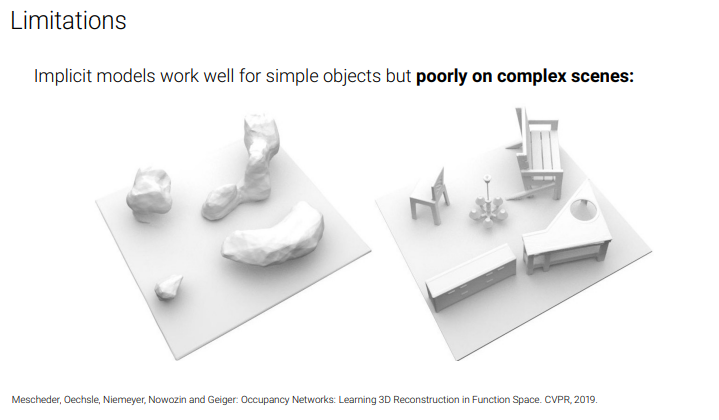 Limitations
Implicit models work well for simple objects but poorly on complex scenes:
Mescheder, Oechsle, Niemeyer, Nowozin and Geiger: Occupancy Networks: Learning 3D Reconstruction in Function Space. CVPR, 2019.